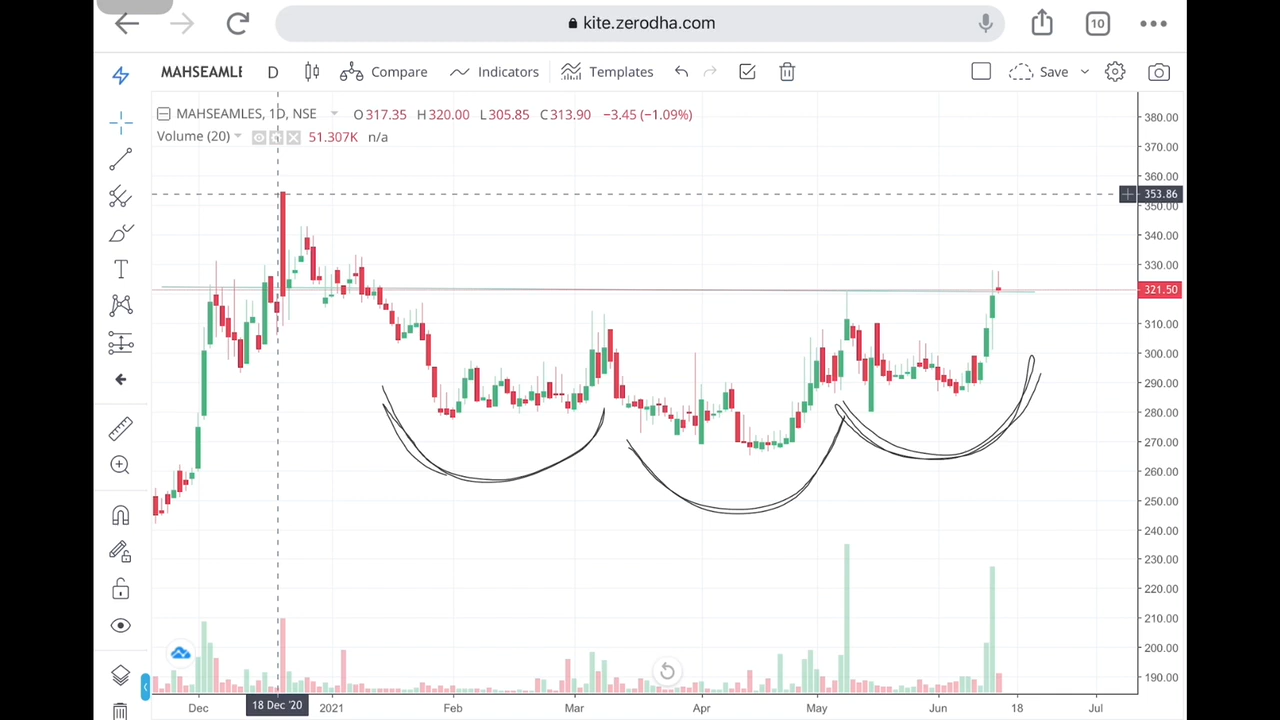 kite.zerodha.com
10
MAHSEAMLE
D
Compare
Indicators
Templates
Save
MAHSEAMLES, 1D, NSE
O317.35 H320.00 L305.85 C313.90 −3.45 (−1.09%)
Volume (20)
51.307K n/a
380.00
370.00
360.00
353.86
350.00
340.00
330.00
321.50
310.00
300.00
290.00
280.00
270.00
260.00
250.00
240.00
230.00
220.00
210.00
200.00
190.00
Dec
18 Dec '20
2021
Feb
Mar
Apr
May
Jun
18
Jul